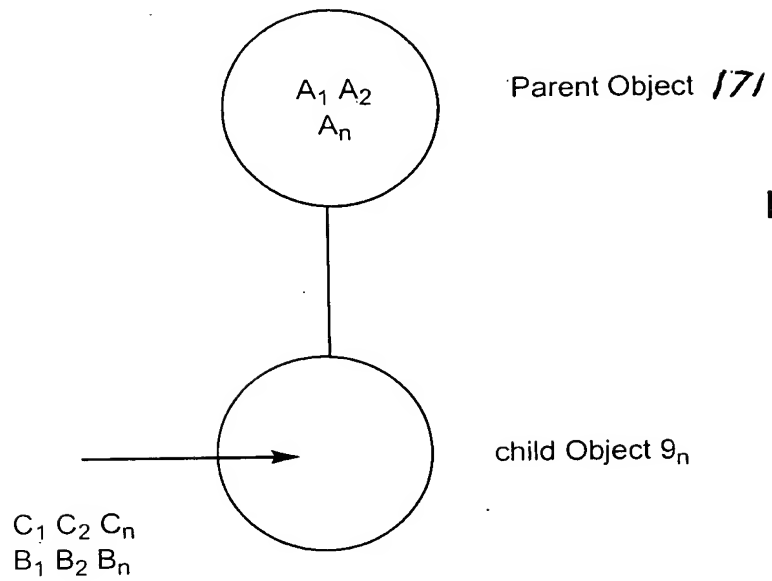 A₁ A₂
Aₙ
Parent Object 171
child Object 9ₙ
C₁ C₂ Cₙ
B₁ B₂ Bₙ